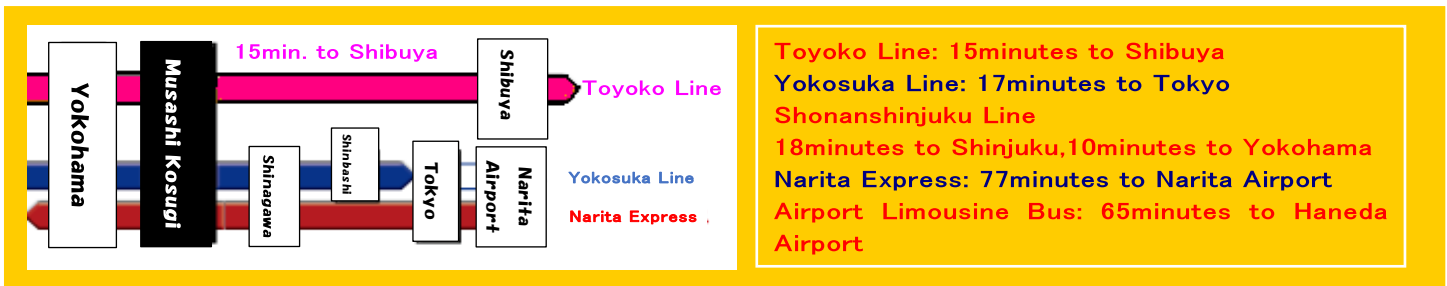 15min. to Shibuya
Yokohama
Musashi Kosugi
Shibuya
Toyoko Line
Shinagawa
Shinbashi
Tokyo
Narita
Airport
Yokosuka Line
Narita Express
Toyoko Line: 15minutes to Shibuya
Yokosuka Line: 17minutes to Tokyo
Shonanshinjuku Line
18minutes to Shinjuku,10minutes to Yokohama
Narita Express: 77minutes to Narita Airport
Airport Limousine Bus: 65minutes to Haneda
Airport